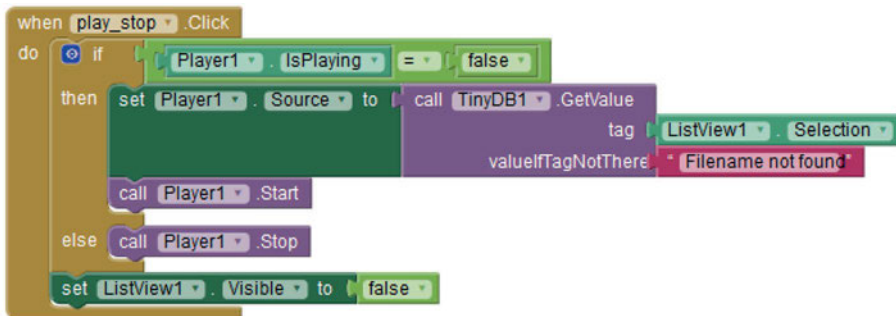 when play_stop .Click
do if Player1 . IsPlaying = false
then set Player1 . Source to call TinyDB1 .GetValue
tag ListView1 . Selection
valueIfTagNotThere " Filename not found "
call Player1 .Start
else call Player1 .Stop
set ListView1 . Visible to false